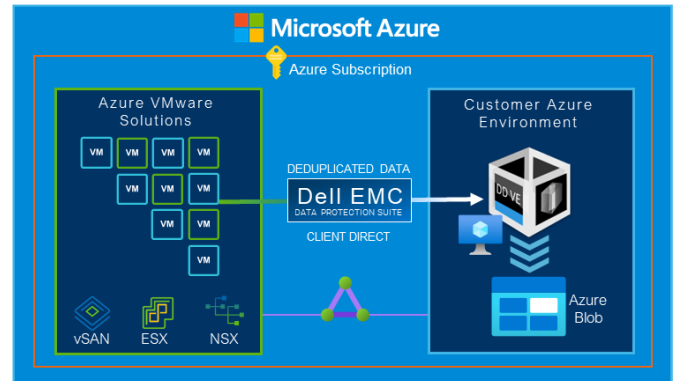 Microsoft Azure
Azure Subscription
Azure VMware
Solutions
VM VM VM VM
VM VM VM
VM VM
VM
vSAN ESX NSX
DEDUPLICATED DATA
Dell EMC
DATA PROTECTION SUITE
CLIENT DIRECT
Customer Azure
Environment
DD VE
Azure
Blob